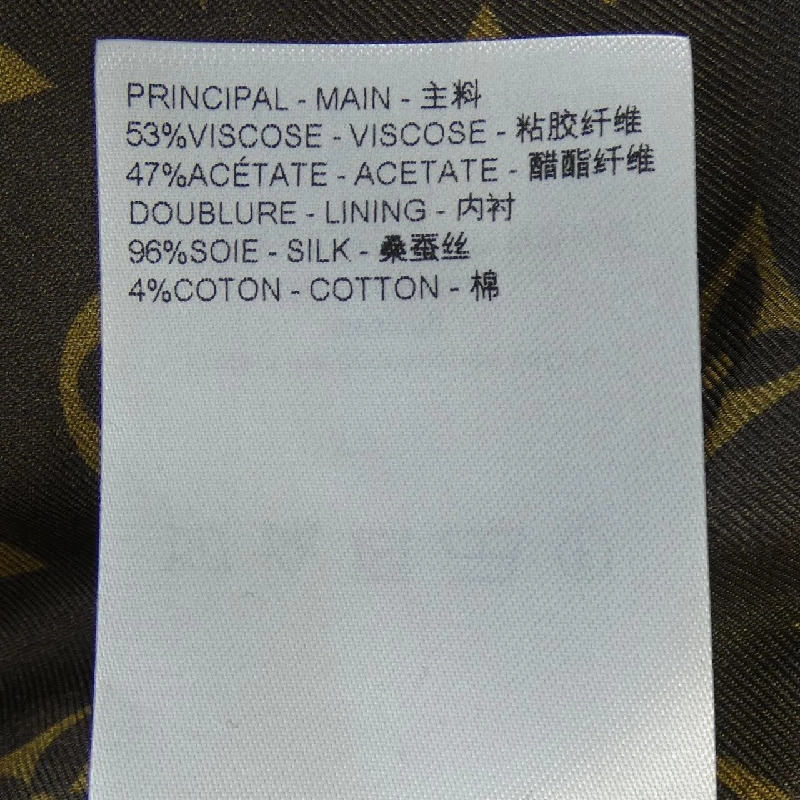 PRINCIPAL - MAIN - 主料
53%VISCOSE - VISCOSE - 粘胶纤维
47%ACÉTATE - ACETATE - 醋酯纤维
DOUBLURE - LINING - 内衬
96%SOIE - SILK - 桑蚕丝
4%COTON - COTTON - 棉